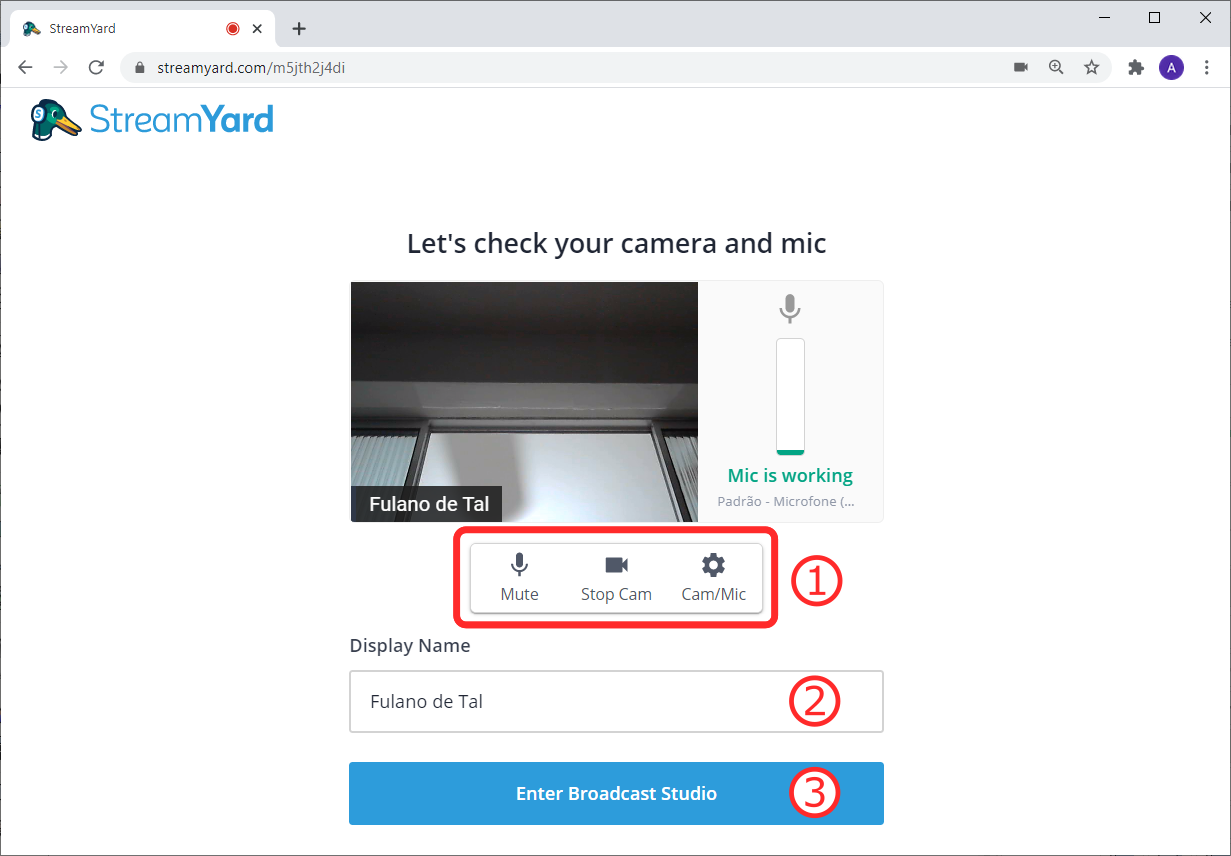 StreamYard
streamyard.com/m5jth2j4di
A
S StreamYard
Let's check your camera and mic
Fulano de Tal
Mic is working
Padrão - Microfone (...
Mute Stop Cam Cam/Mic
1
Display Name
Fulano de Tal
2
Enter Broadcast Studio
3